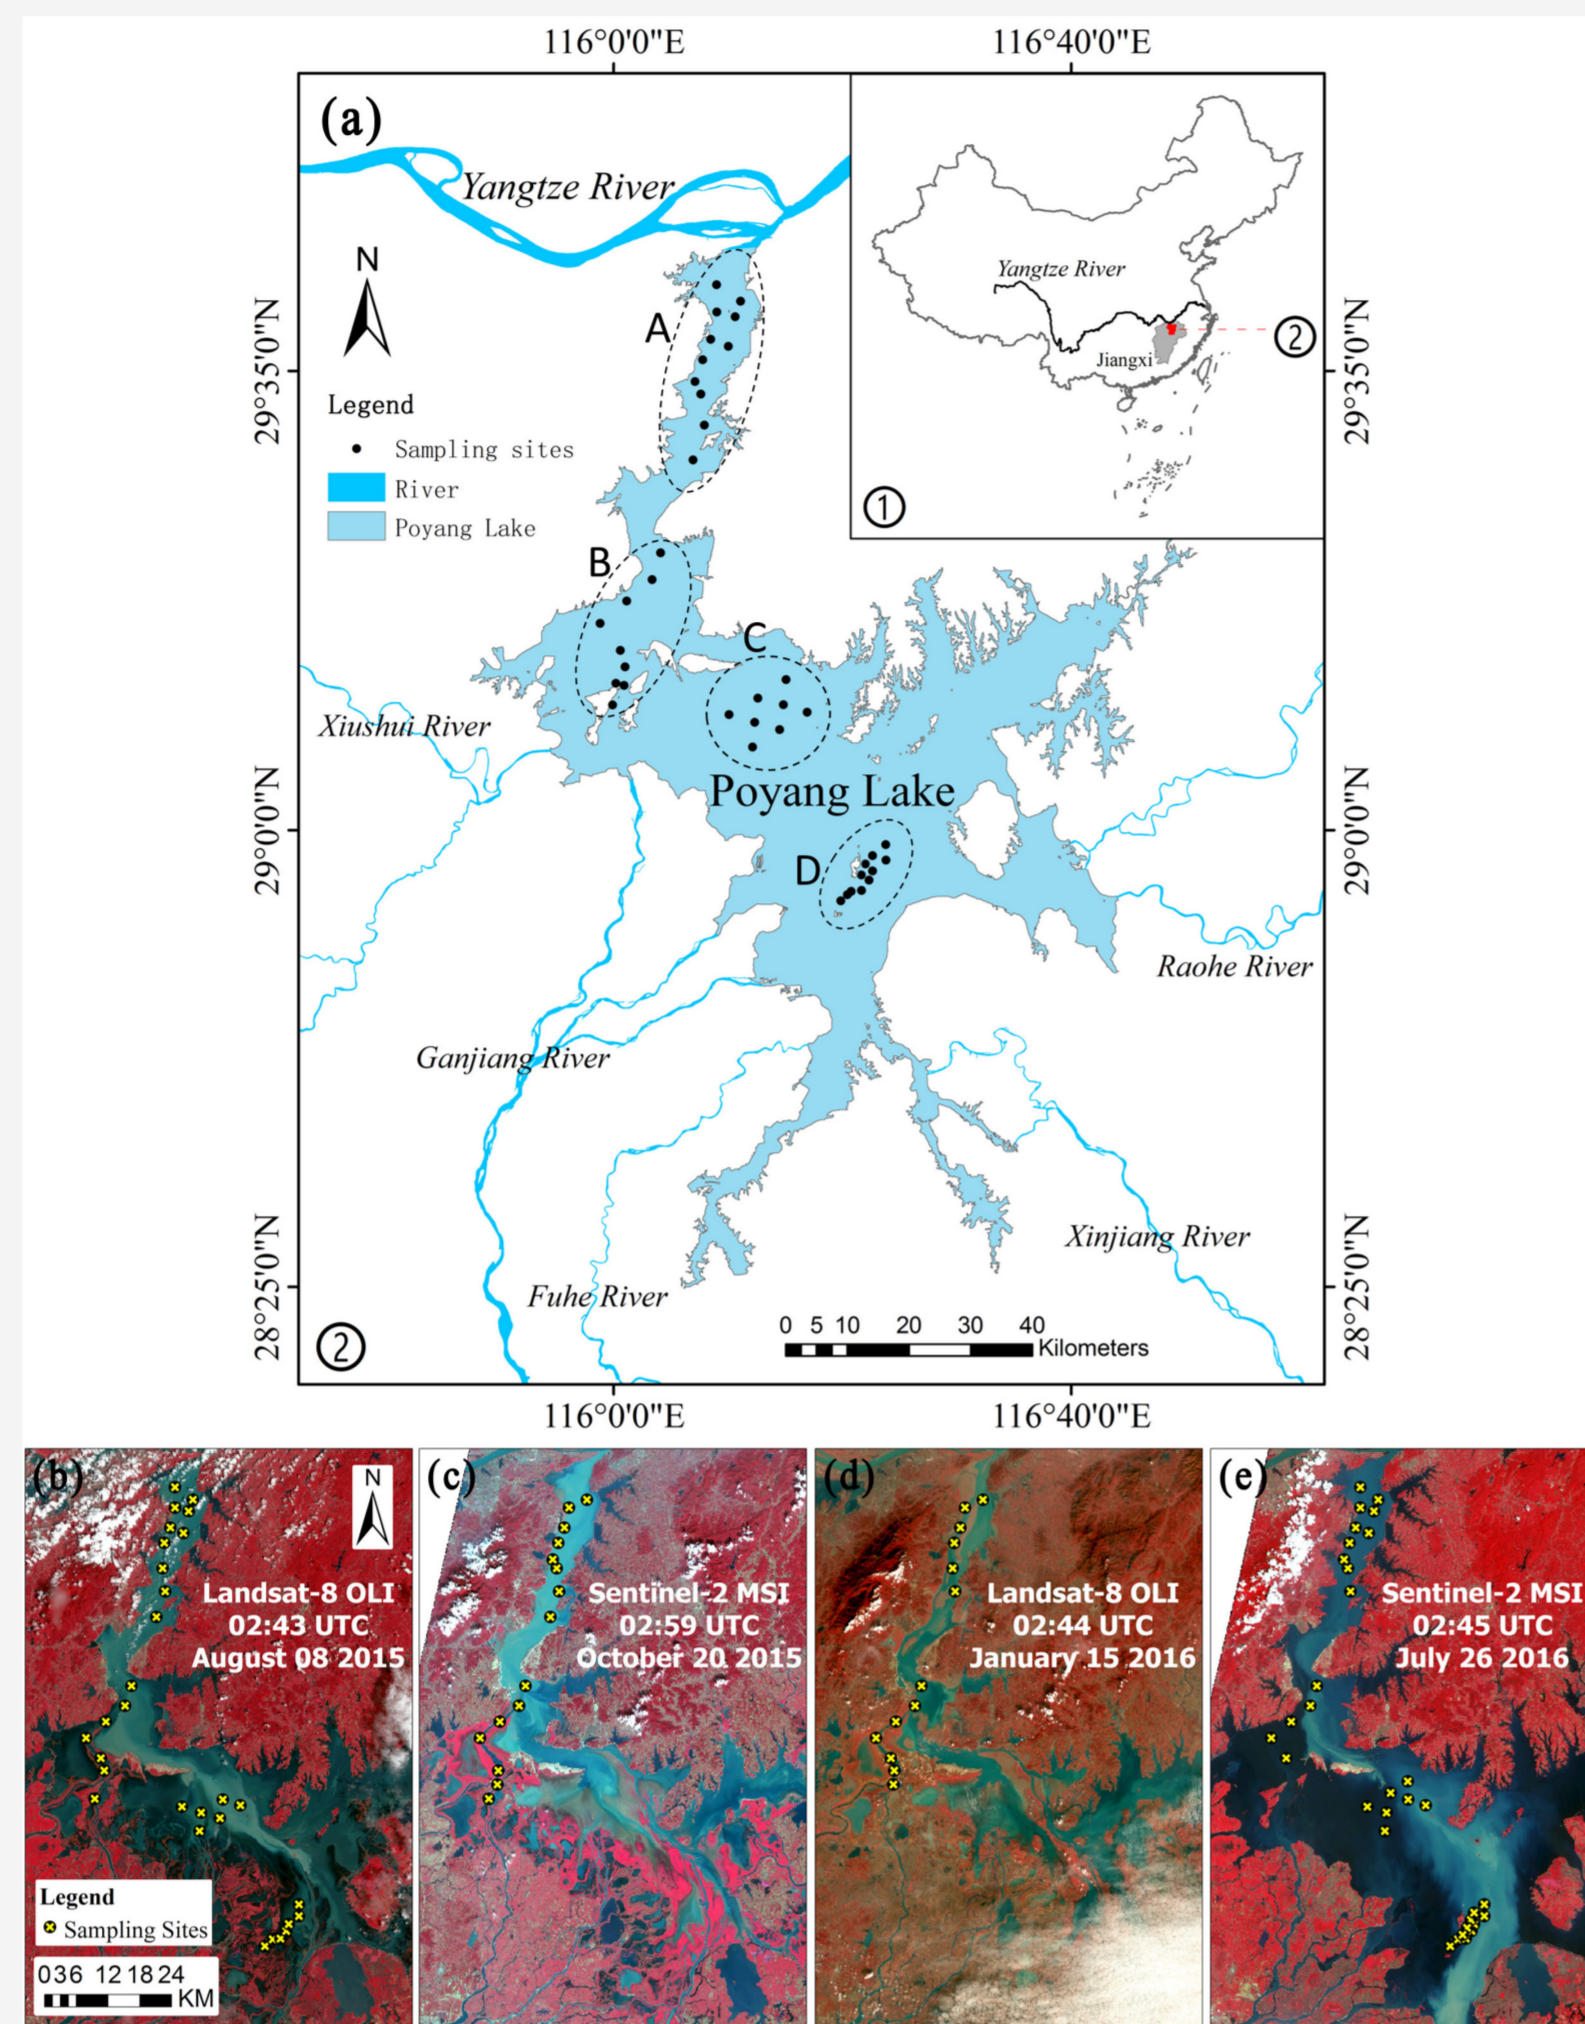 116°0'0"E
116°40'0"E
(a)
Yangtze River
N
A
29°35'0"N
Legend
Sampling sites
River
Poyang Lake
Yangtze River
Jiangxi
②
①
29°35'0"N
B
C
Xiushui River
Poyang Lake
29°0'0"N
D
29°0'0"N
Raohe River
Ganjiang River
Xinjiang River
Fuhe River
28°25'0"N
28°25'0"N
0 5 10 20 30 40
Kilometers
②
116°0'0"E
116°40'0"E
(b)
N
Landsat-8 OLI
02:43 UTC
August 08 2015
Legend
Sampling Sites
0 3 6 12 18 24
KM
(c)
Sentinel-2 MSI
02:59 UTC
October 20 2015
(d)
Landsat-8 OLI
02:44 UTC
January 15 2016
(e)
Sentinel-2 MSI
02:45 UTC
July 26 2016